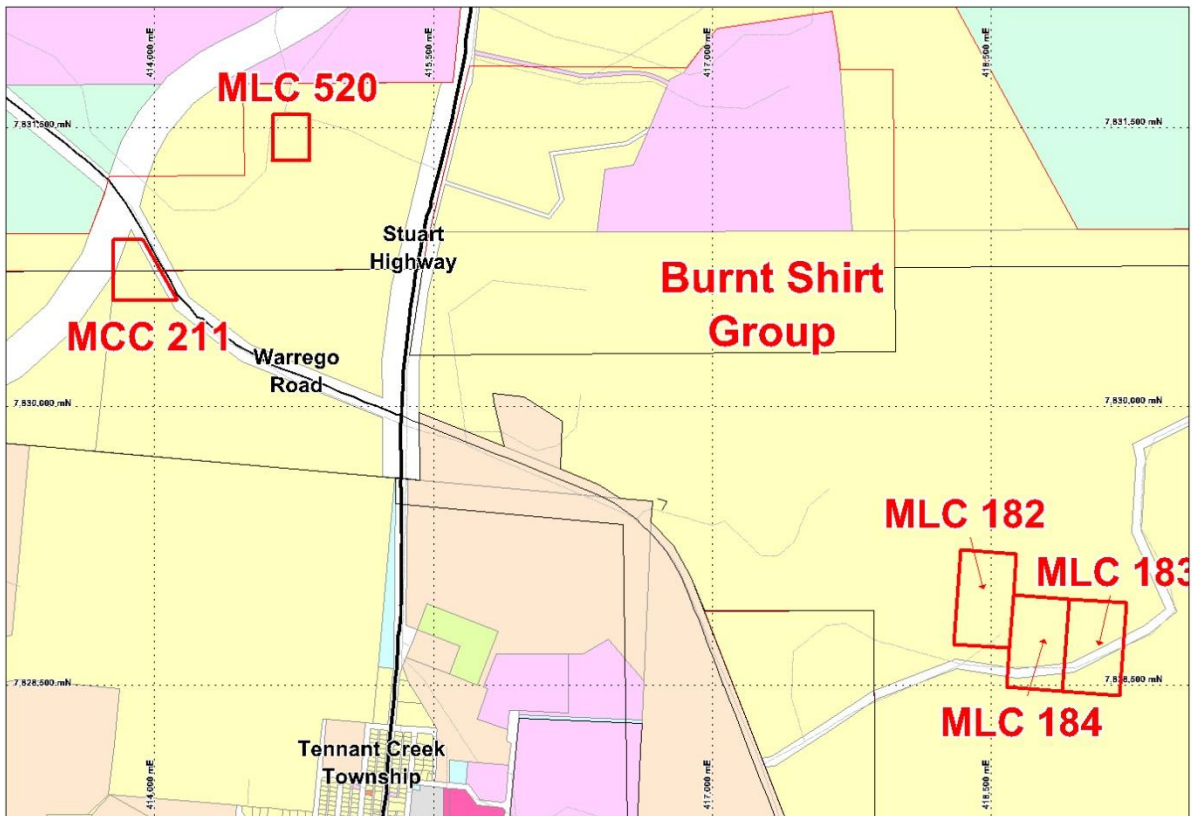 414,000 mE
415,500 mE
417,000 mE
418,500 mE
MLC 520
7,831,500 mN
7,831,500 mN
Stuart
Highway
Burnt Shirt
Group
MCC 211
Warrego
Road
7,830,000 mN
7,830,000 mN
MLC 182
MLC 183
7,828,500 mN
7,828,500 mN
MLC 184
Tennant Creek
Township
414,000 mE
415,500 mE
417,000 mE
418,500 mE